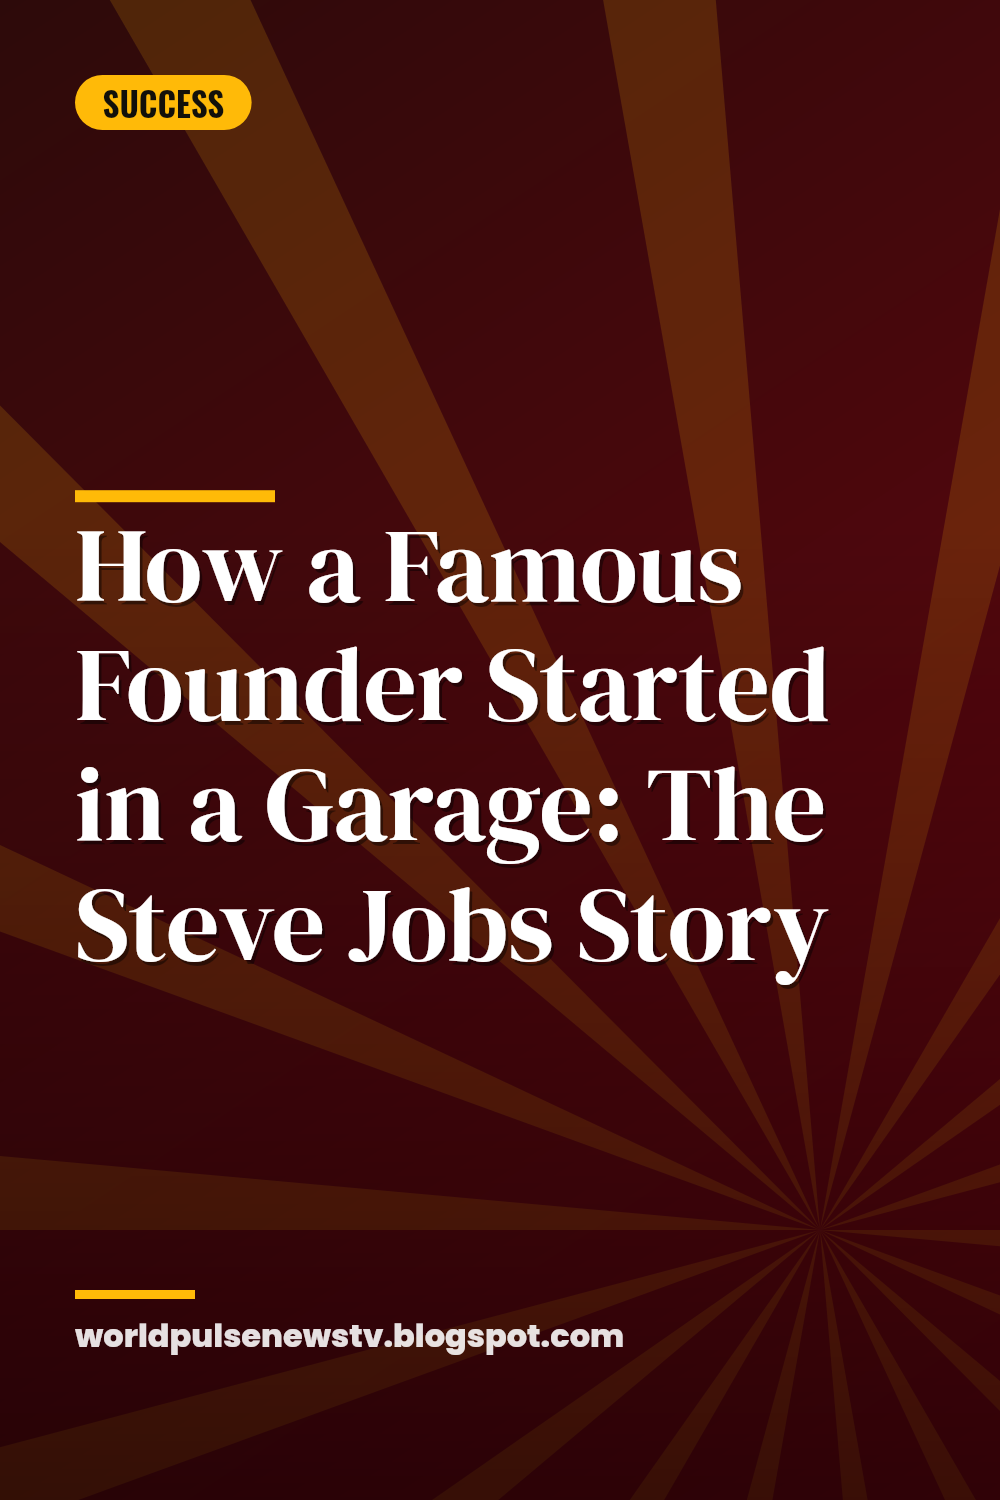 SUCCESS
How a Famous
Founder Started
in a Garage: The
Steve Jobs Story
worldpulsenewstv.blogspot.com